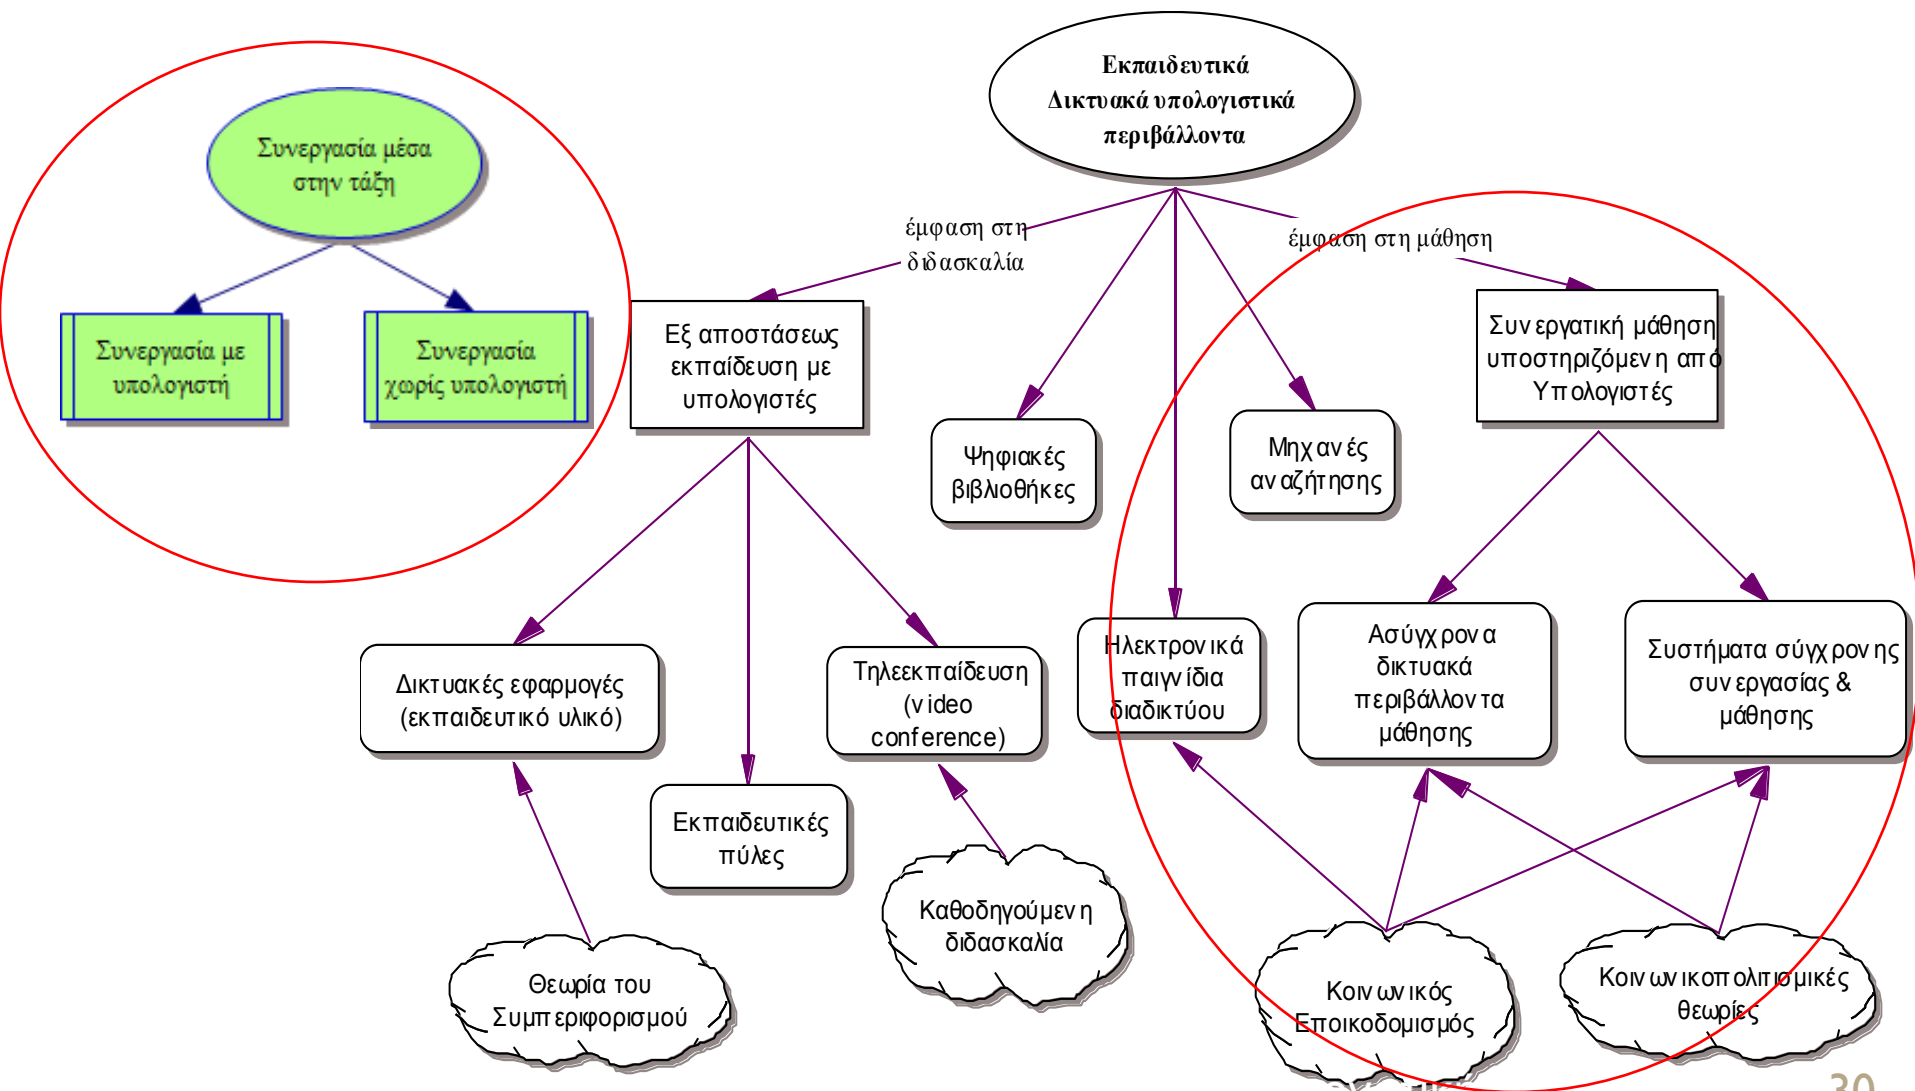 Εκπαιδευτικά
Δικτυακά υπολογιστικά
περιβάλλοντα
Συνεργασία μέσα
στην τάξη
Συνεργασία με
υπολογιστή
Συνεργασία
χωρίς υπολογιστή
έμφαση στη
διδασκαλία
έμφαση στη μάθηση
Εξ αποστάσεως
εκπαίδευση με
υπολογιστές
Συνεργατική μάθηση
υποστηριζόμενη από
Υπολογιστές
Ψηφιακές
βιβλιοθήκες
Μηχανές
αναζήτησης
Δικτυακές εφαρμογές
(εκπαιδευτικό υλικό)
Εκπαιδευτικές
πύλες
Τηλεεκπαίδευση
(video
conference)
Ηλεκτρονικά
παιγνίδια
διαδικτύου
Ασύγχρονα
δικτυακά
περιβάλλοντα
μάθησης
Συστήματα σύγχρονης
συνεργασίας &
μάθησης
Θεωρία του
Συμπεριφορισμού
Καθοδηγούμενη
διδασκαλία
Κοινωνικός
Εποικοδομισμός
Κοινωνικοπολιτισμικές
θεωρίες
30